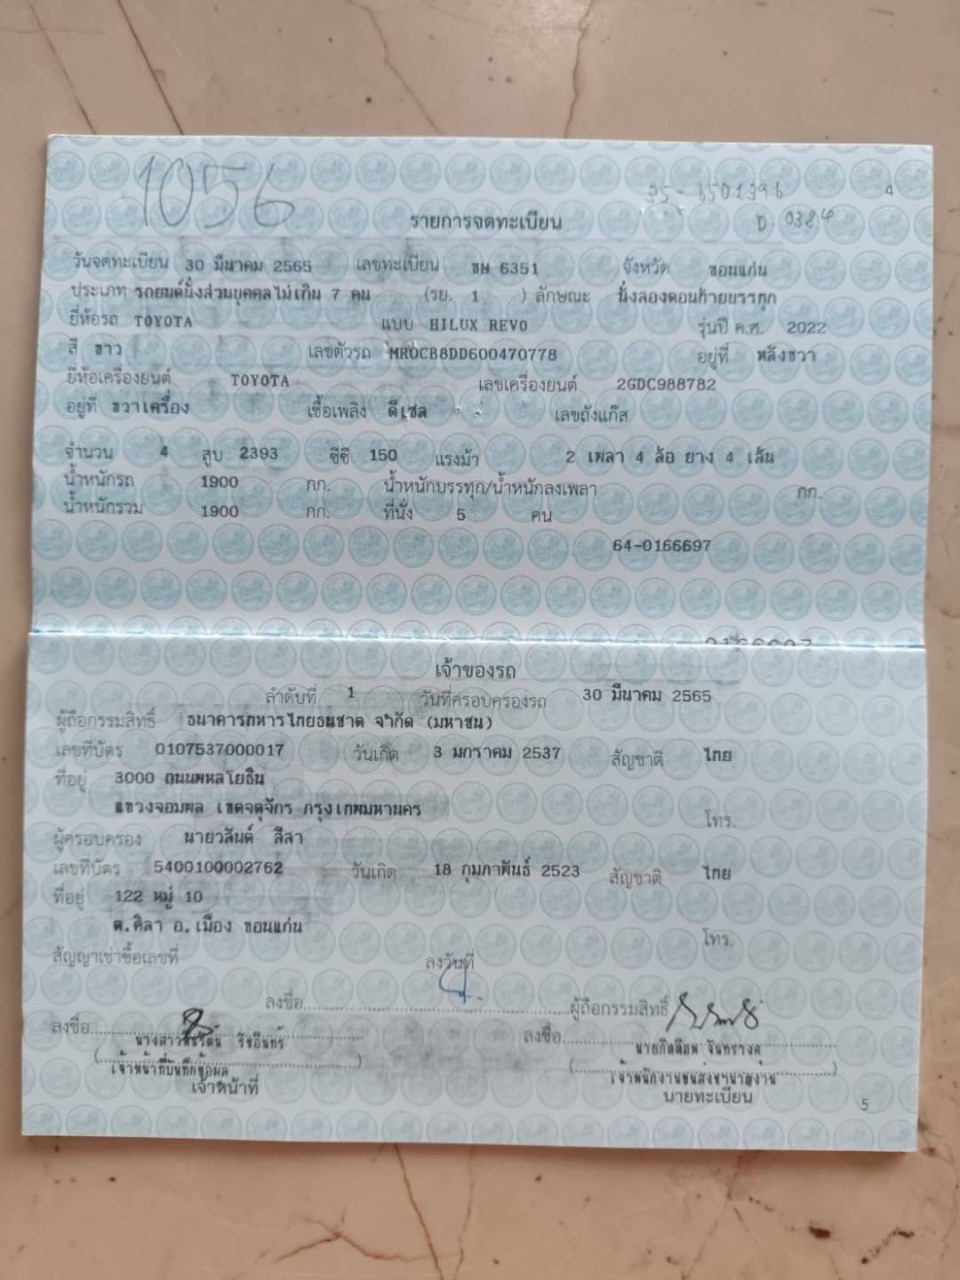 1056
35-6501396
4
รายการจดทะเบียน
D-0384
วันจดทะเบียน 30 มีนาคม 2565 เลขทะเบียน ขษ 6351 จังหวัด ขอนแก่น
ประเภท รถยนต์นั่งส่วนบุคคลไม่เกิน 7 คน (รย. 1 ) ลักษณะ นั่งสองตอนท้ายบรรทุก
ยี่ห้อรถ TOYOTA แบบ HILUX REVO รุ่นปี ค.ศ. 2022
สี ขาว เลขตัวรถ MR0CB8DD600470778 อยู่ที่ หลังขวา
ยี่ห้อเครื่องยนต์ TOYOTA เลขเครื่องยนต์ 2GDC988782
อยู่ที่ ขวาเครื่อง เชื้อเพลิง ดีเซล เลขถังแก๊ส
จำนวน 4 สูบ 2393 ซีซี 150 แรงม้า 2 เพลา 4 ล้อ ยาง 4 เส้น
น้ำหนักรถ 1900 กก. น้ำหนักบรรทุก/น้ำหนักลงเพลา กก.
น้ำหนักรวม 1900 กก. ที่นั่ง 5 คน
64-0166697
เจ้าของรถ
ลำดับที่ 1 วันที่ครอบครองรถ 30 มีนาคม 2565
ผู้ถือกรรมสิทธิ์ ธนาคารทหารไทยธนชาต จำกัด (มหาชน)
เลขที่บัตร 0107537000017 วันเกิด 3 มกราคม 2537 สัญชาติ ไทย
ที่อยู่ 3000 ถนนพหลโยธิน
แขวงจอมพล เขตจตุจักร กรุงเทพมหานคร โทร.
ผู้ครอบครอง นายวสันต์ สีลา
เลขที่บัตร 5400100002762 วันเกิด 18 กุมภาพันธ์ 2523 สัญชาติ ไทย
ที่อยู่ 122 หมู่ 10
ต.ศิลา อ.เมือง ขอนแก่น โทร.
สัญญาเช่าซื้อเลขที่ ลงวันที่
ลงชื่อ ผู้ถือกรรมสิทธิ์
ลงชื่อ ลงชื่อ
นางสาว
(เจ้าหน้าที่บันทึกข้อมูล) (เจ้าพนักงานขนส่งชำนาญงาน)
เจ้าหน้าที่ นายทะเบียน
5